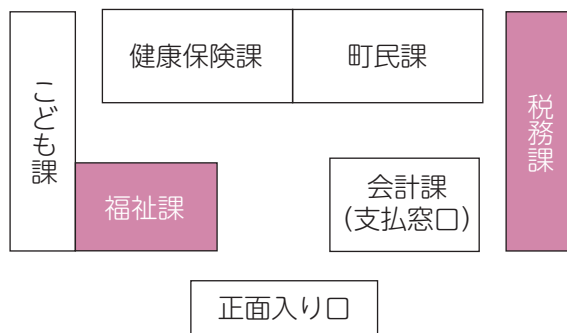 健康保険課
町民課
こども課
税務課
福祉課
会計課
(支払窓口)
正面入り口